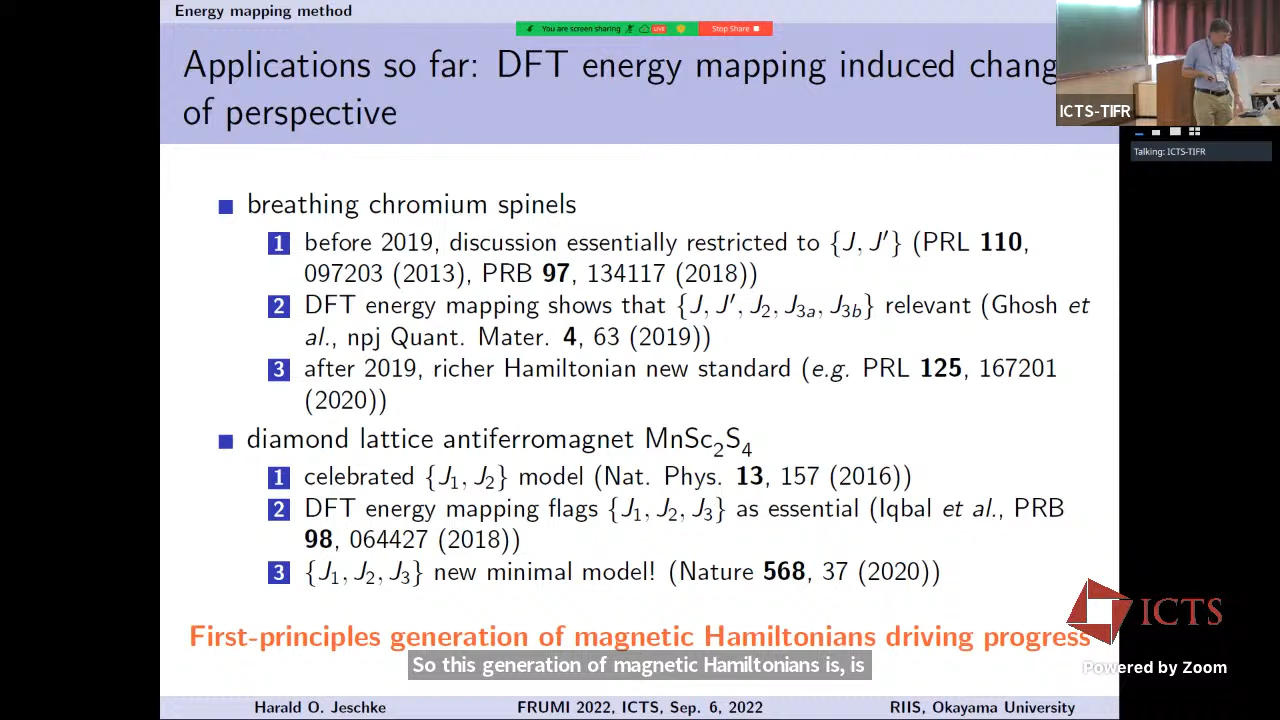 Energy mapping method
You are screen sharing LIVE Stop Share
Applications so far: DFT energy mapping induced chang
of perspective
ICTS-TIFR
Talking: ICTS-TIFR
breathing chromium spinels
1 before 2019, discussion essentially restricted to {J, J′} (PRL 110,
097203 (2013), PRB 97, 134117 (2018))
2 DFT energy mapping shows that {J, J′, J₂, J₃ₐ, J₃b} relevant (Ghosh et
al., npj Quant. Mater. 4, 63 (2019))
3 after 2019, richer Hamiltonian new standard (e.g. PRL 125, 167201
(2020))
diamond lattice antiferromagnet MnSc₂S₄
1 celebrated {J₁, J₂} model (Nat. Phys. 13, 157 (2016))
2 DFT energy mapping flags {J₁, J₂, J₃} as essential (Iqbal et al., PRB
98, 064427 (2018))
3 {J₁, J₂, J₃} new minimal model! (Nature 568, 37 (2020))
ICTS
First-principles generation of magnetic Hamiltonians driving progress
So this generation of magnetic Hamiltonians is, is
Powered by Zoom
Harald O. Jeschke FRUMI 2022, ICTS, Sep. 6, 2022 RIIS, Okayama University